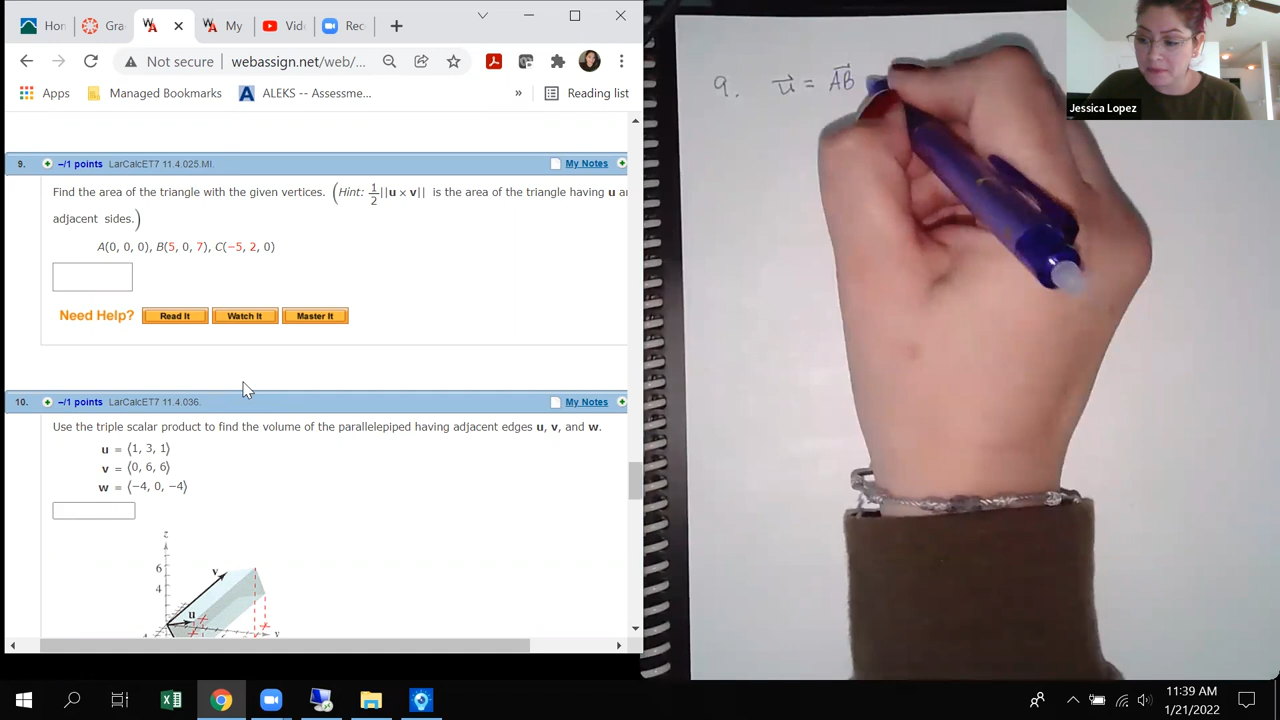 Hor
Gra
My
Vid
Rec
Not secure
webassign.net/web/...
Apps
Managed Bookmarks
ALEKS -- Assessme...
»
Reading list
9.
–/1 points
LarCalcET7 11.4.025.MI.
My Notes
Find the area of the triangle with the given vertices. (Hint: 1/2||u × v|| is the area of the triangle having u
adjacent sides.)
A(0, 0, 0), B(5, 0, 7), C(−5, 2, 0)
Need Help?
Read It
Watch It
Master It
10.
–/1 points
LarCalcET7 11.4.036.
My Notes
Use the triple scalar product to find the volume of the parallelepiped having adjacent edges u, v, and w.
u = ⟨1, 3, 1⟩
v = ⟨0, 6, 6⟩
w = ⟨−4, 0, −4⟩
z
6
v
4
u
y
9. u⃗ = AB⃗
Jessica Lopez
11:39 AM
1/21/2022